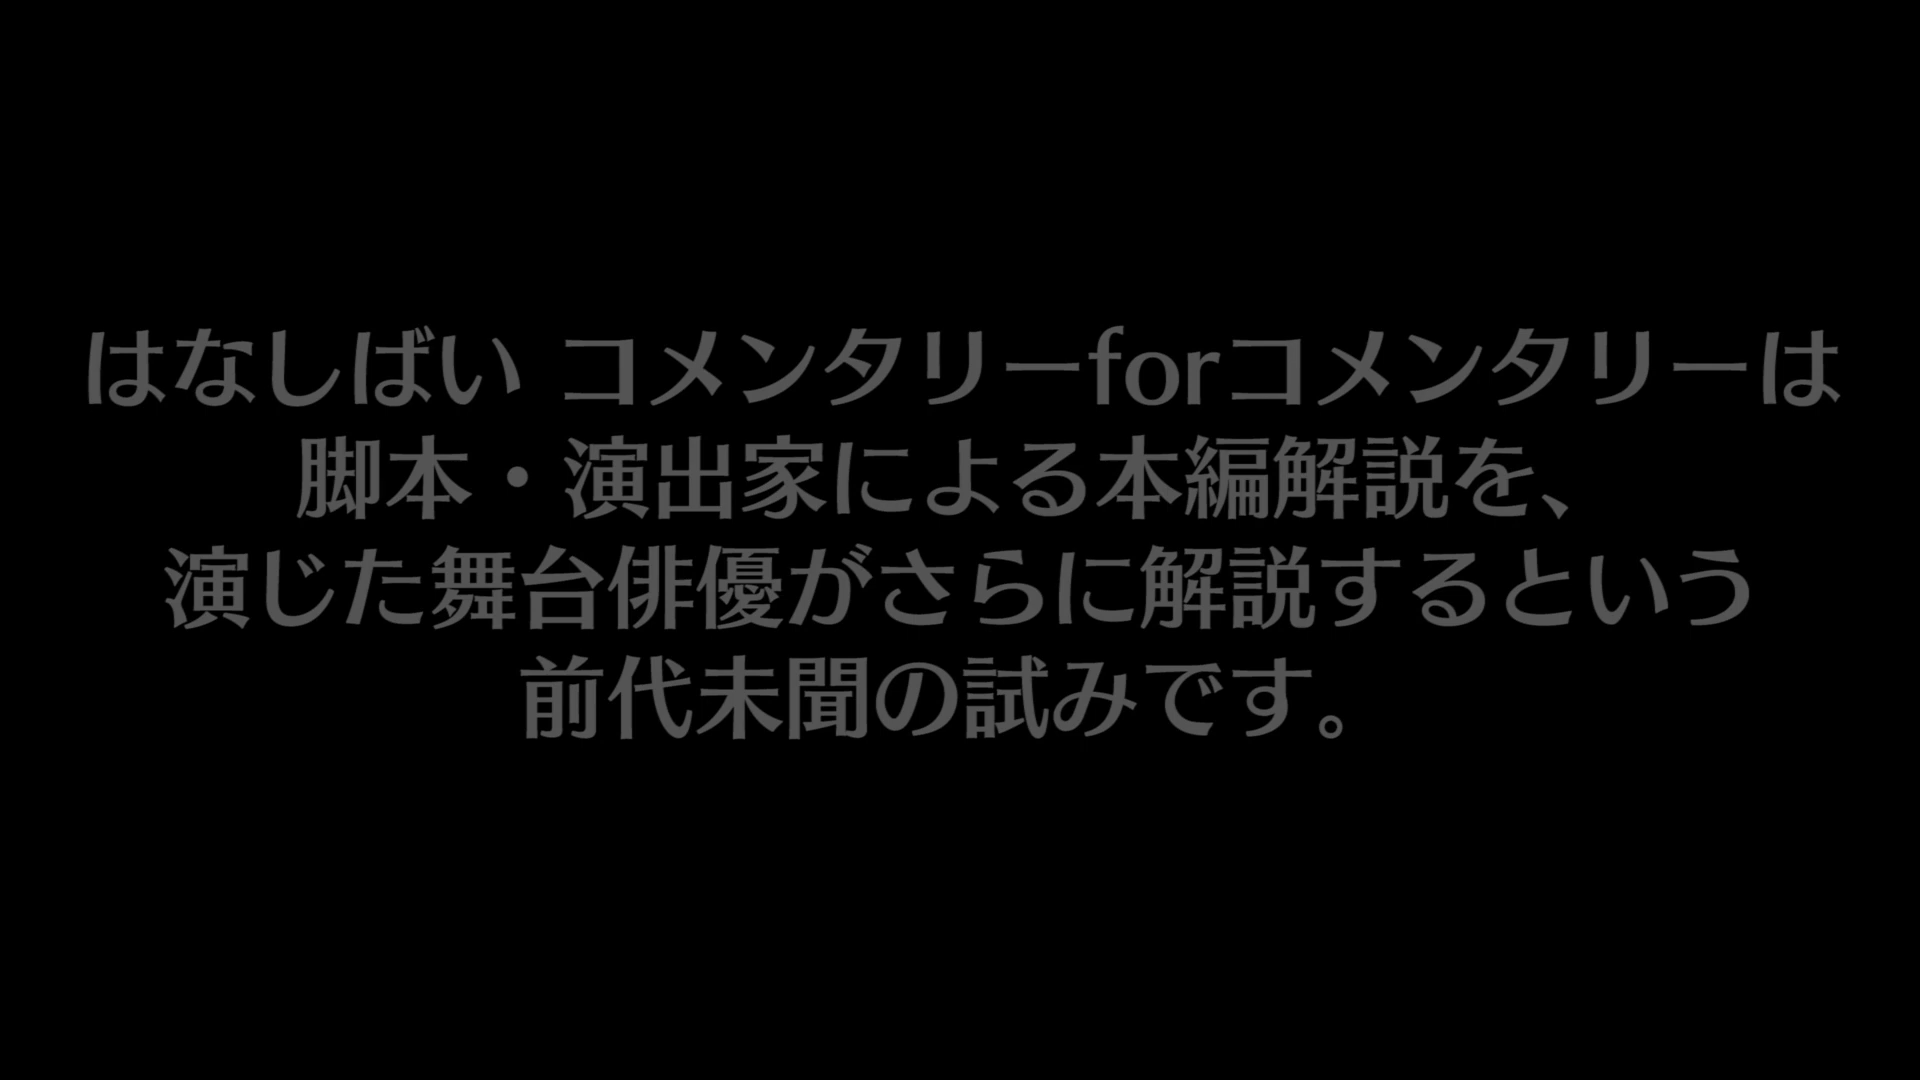 はなしばい コメンタリーforコメンタリーは
脚本・演出家による本編解説を、
演じた舞台俳優がさらに解説するという
前代未聞の試みです。